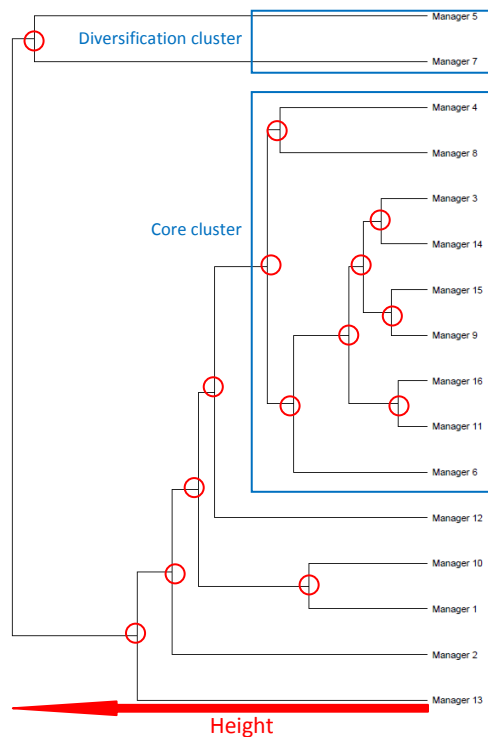 Manager 5
Diversification cluster
Manager 7
Manager 4
Manager 8
Manager 3
Core cluster
Manager 14
Manager 15
Manager 9
Manager 16
Manager 11
Manager 6
Manager 12
Manager 10
Manager 1
Manager 2
Manager 13
Height